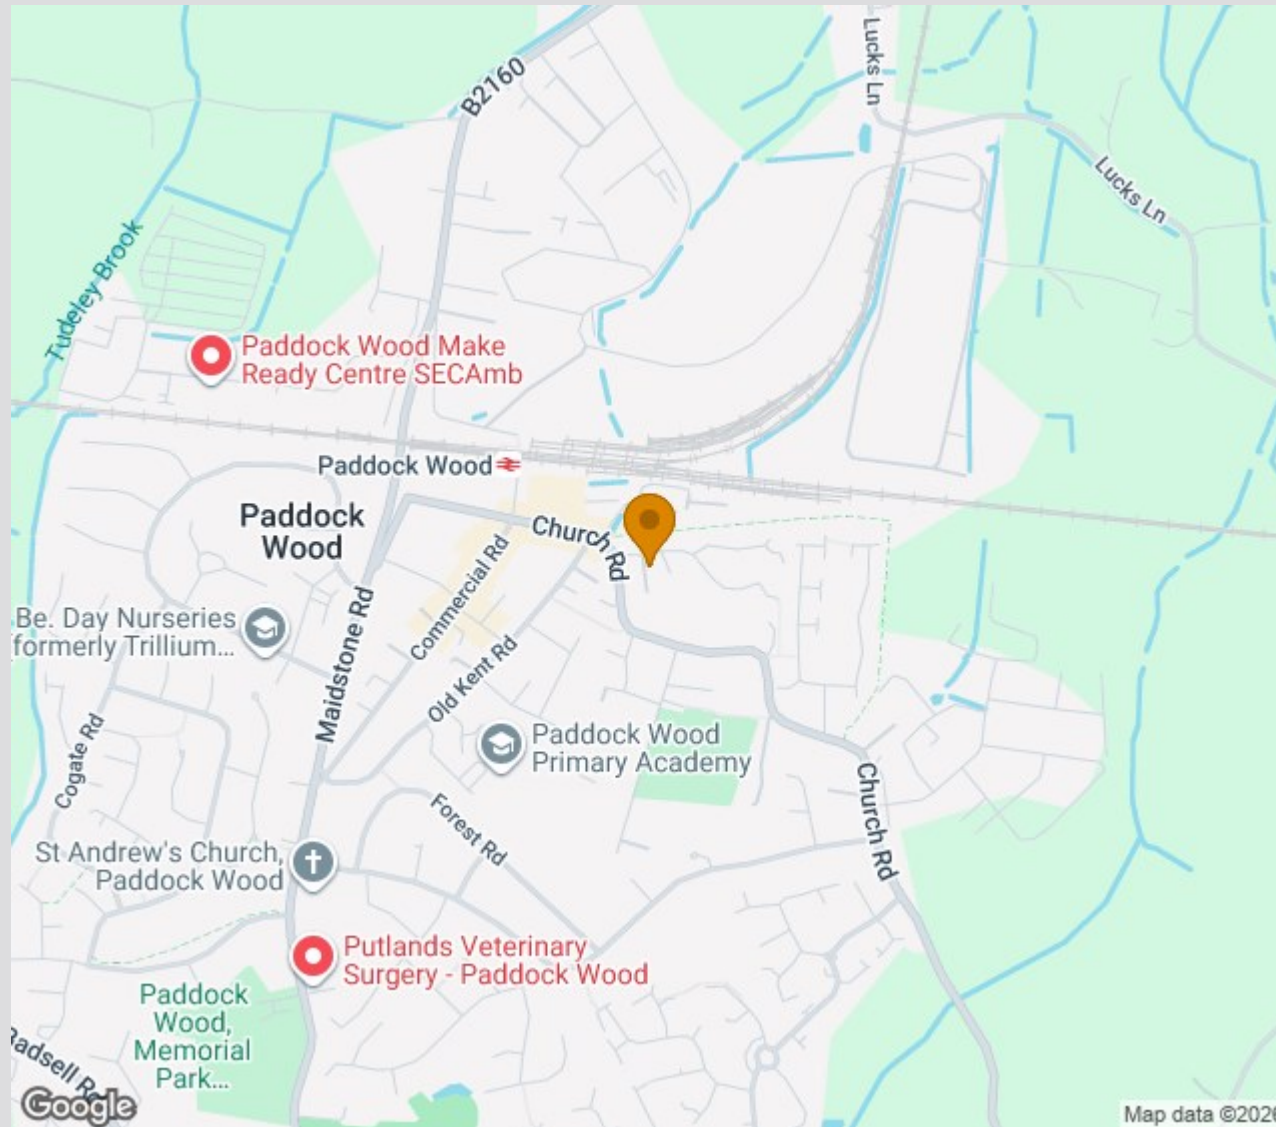 B2160
Lucks Ln
Lucks Ln
Tudeley Brook
Paddock Wood Make
Ready Centre SECAmb
Paddock Wood
Paddock
Wood
Church Rd
Commercial Rd
Be. Day Nurseries
(formerly Trillium...
Maidstone Rd
Old Kent Rd
Cogate Rd
Paddock Wood
Primary Academy
Church Rd
Forest Rd
St Andrew's Church,
Paddock Wood
Putlands Veterinary
Surgery - Paddock Wood
Paddock
Wood,
Memorial
Park...
Badsell Rd
Google
Map data ©2026